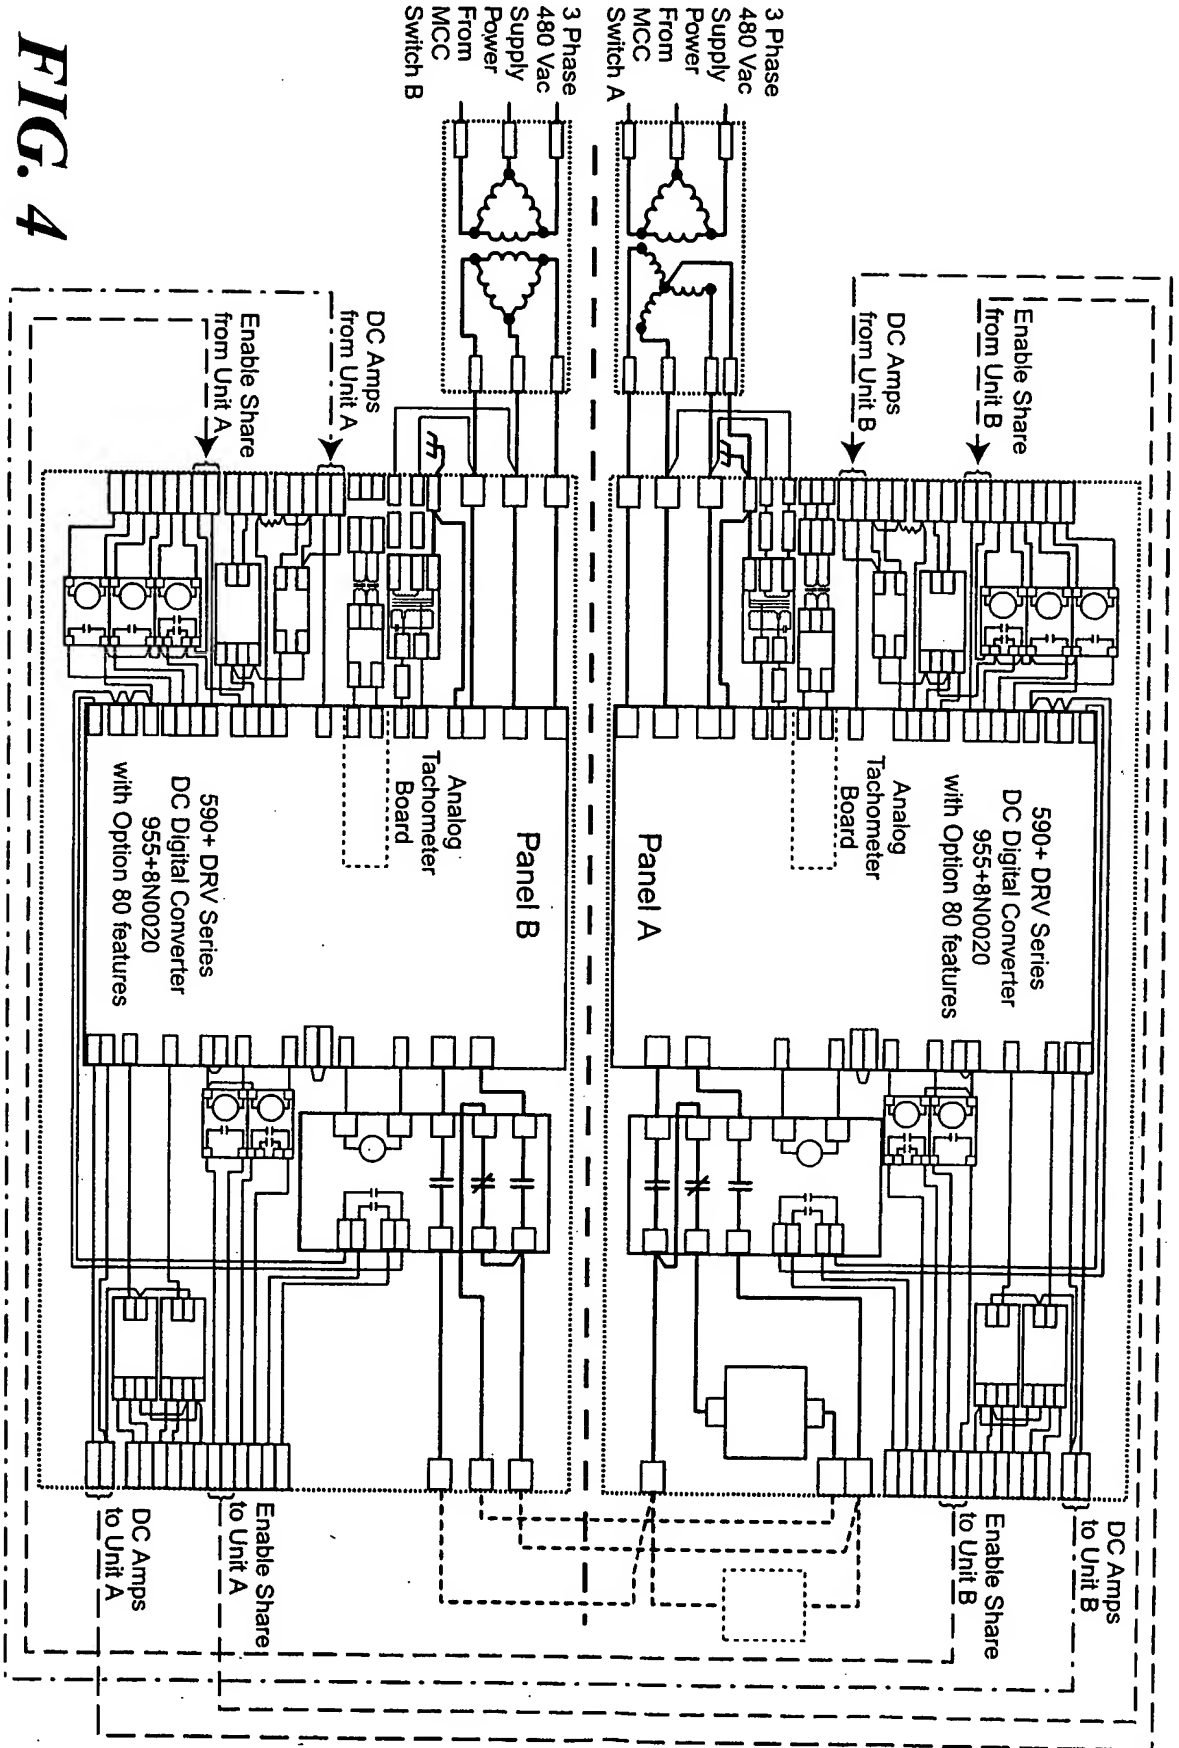 3 Phase
480 Vac
Supply
Power
From
MCC
Switch A
Enable Share
from Unit B
DC Amps
from Unit B
590+ DRV Series
DC Digital Converter
955+8N0020
with Option 80 features
Analog
Tachometer
Board
Panel A
DC Amps
to Unit B
Enable Share
to Unit B
3 Phase
480 Vac
Supply
Power
From
MCC
Switch B
DC Amps
from Unit A
Enable Share
from Unit A
Panel B
Analog
Tachometer
Board
590+ DRV Series
DC Digital Converter
955+8N0020
with Option 80 features
Enable Share
to Unit A
DC Amps
to Unit A
FIG. 4